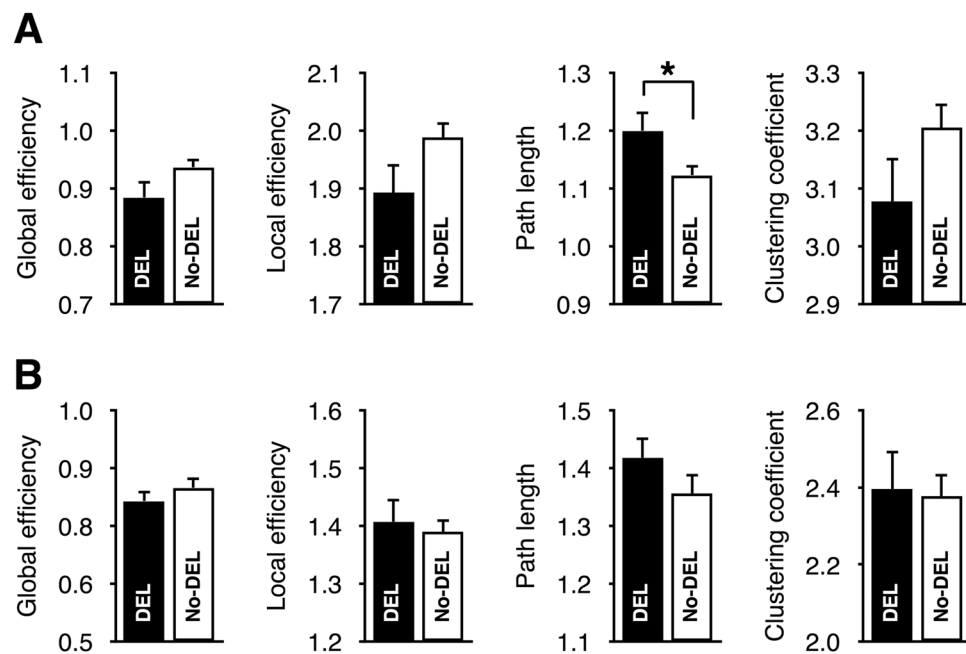 A
Global efficiency
1.1
1.0
0.9
0.8
0.7
DEL
No-DEL
Local efficiency
2.1
2.0
1.9
1.8
1.7
DEL
No-DEL
Path length
1.3
1.2
1.1
1.0
0.9
*
DEL
No-DEL
Clustering coefficient
3.3
3.2
3.1
3.0
2.9
DEL
No-DEL
B
Global efficiency
1.0
0.9
0.8
0.6
0.5
DEL
No-DEL
Local efficiency
1.6
1.5
1.4
1.3
1.2
DEL
No-DEL
Path length
1.5
1.4
1.3
1.2
1.1
DEL
No-DEL
Clustering coefficient
2.6
2.4
2.2
2.0
DEL
No-DEL